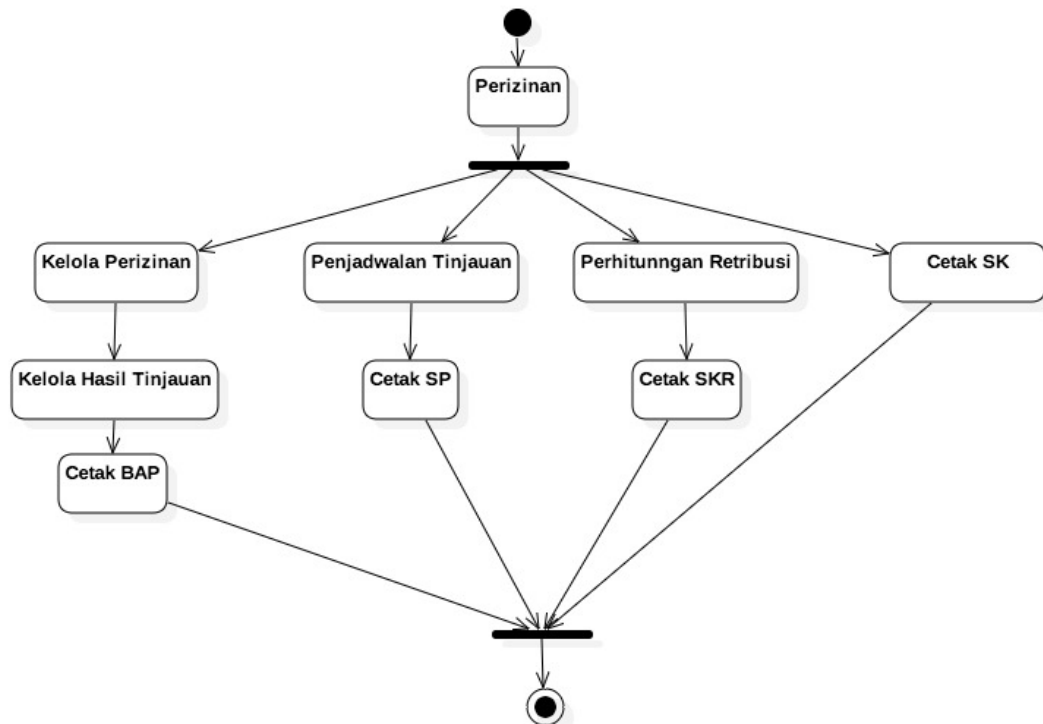 Perizinan
Kelola Perizinan
Penjadwalan Tinjauan
Perhitunngan Retribusi
Cetak SK
Kelola Hasil Tinjauan
Cetak SP
Cetak SKR
Cetak BAP